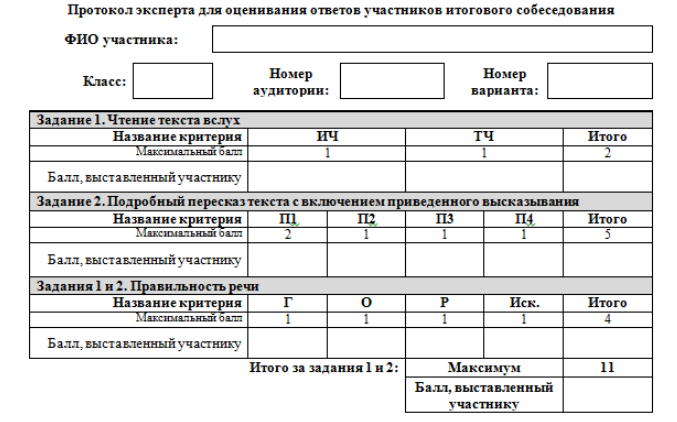 Протокол эксперта для оценивания ответов участников итогового собеседования
ФИО участника:
Класс: Номер аудитории: Номер варианта:
Задание 1. Чтение текста вслух
Название критерия ИЧ ТЧ Итого
Максимальный балл 1 1 2
Балл, выставленный участнику
Задание 2. Подробный пересказ текста с включением приведенного высказывания
Название критерия П1 П2 П3 П4 Итого
Максимальный балл 2 1 1 1 5
Балл, выставленный участнику
Задания 1 и 2. Правильность речи
Название критерия Г О Р Иск. Итого
Максимальный балл 1 1 1 1 4
Балл, выставленный участнику
Итого за задания 1 и 2: Максимум 11
Балл, выставленный
участнику